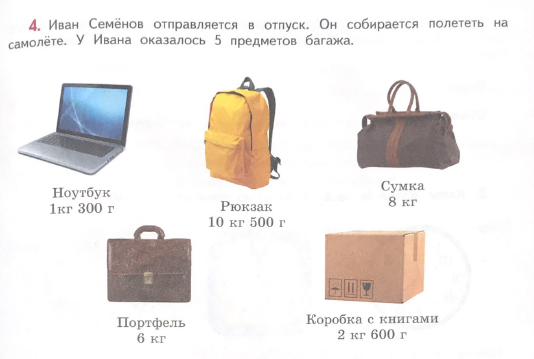 4. Иван Семёнов отправляется в отпуск. Он собирается полететь на
самолёте. У Ивана оказалось 5 предметов багажа.
Ноутбук
1кг 300 г
Рюкзак
10 кг 500 г
Сумка
8 кг
Портфель
6 кг
Коробка с книгами
2 кг 600 г